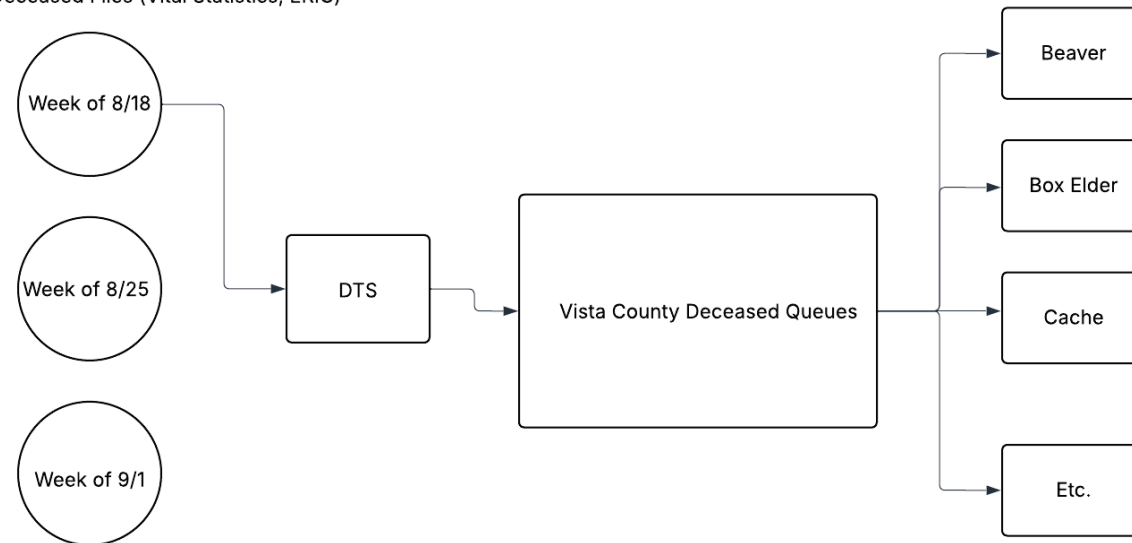 Deceased Files (Vital Statistics, ERIC)
Week of 8/18
Week of 8/25
Week of 9/1
DTS
Vista County Deceased Queues
Beaver
Box Elder
Cache
Etc.